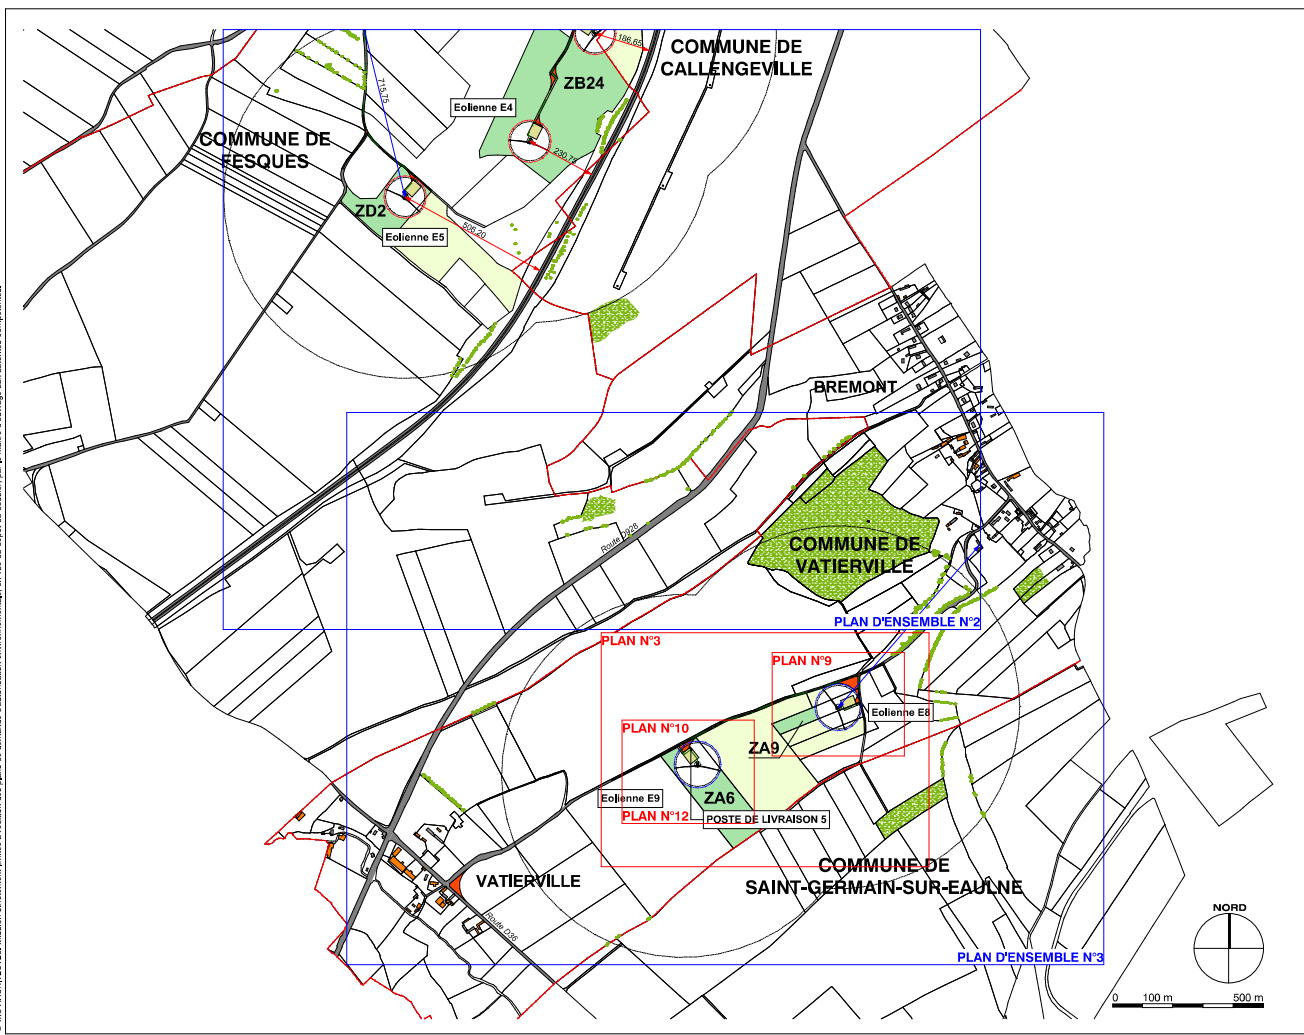 COMMUNE DE
CALLENGEVILLE
186,65
ZB24
715,75
Eolienne E4
COMMUNE DE
FESQUES
230,75
ZD2
506,20
Eolienne E5
BREMONT
Route D928
COMMUNE DE
VATIERVILLE
PLAN D'ENSEMBLE N°2
PLAN N°3
PLAN N°9
Eolienne E8
PLAN N°10
ZA9
Eolienne E9
ZA6
PLAN N°12
POSTE DE LIVRAISON 5
COMMUNE DE
SAINT-GERMAIN-SUR-EAULNE
VATIERVILLE
Route D36
NORD
PLAN D'ENSEMBLE N°3
0 100 m 500 m